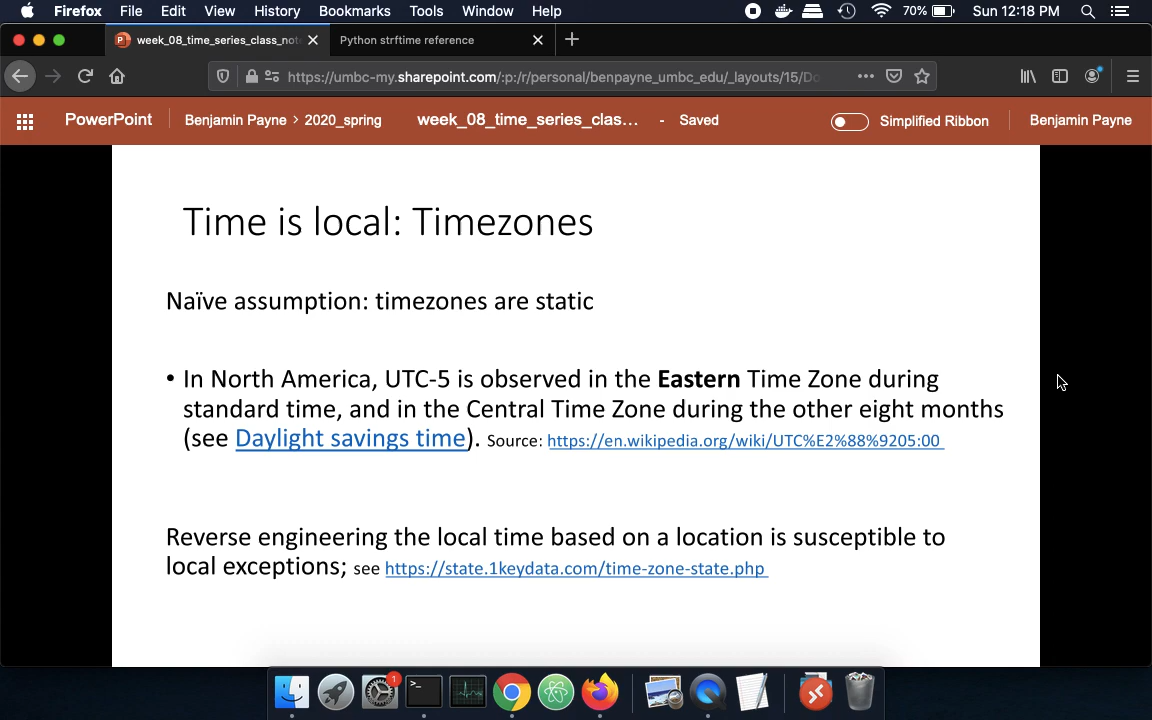 Firefox File Edit View History Bookmarks Tools Window Help 70% Sun 12:18 PM
week_08_time_series_class_not Python strftime reference
https://umbc-my.sharepoint.com/:p:/r/personal/benpayne_umbc_edu/_layouts/15/Do
PowerPoint Benjamin Payne > 2020_spring week_08_time_series_clas... - Saved Simplified Ribbon Benjamin Payne
Time is local: Timezones
Naïve assumption: timezones are static
• In North America, UTC-5 is observed in the Eastern Time Zone during
standard time, and in the Central Time Zone during the other eight months
(see Daylight savings time). Source: https://en.wikipedia.org/wiki/UTC%E2%88%9205:00
Reverse engineering the local time based on a location is susceptible to
local exceptions; see https://state.1keydata.com/time-zone-state.php
1